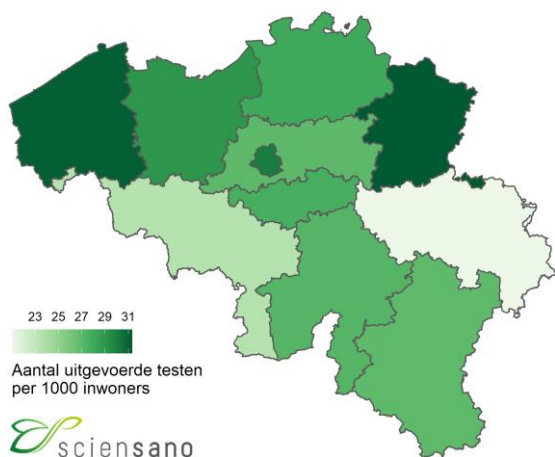 23 25 27 29 31
Aantal uitgevoerde testen
per 1000 inwoners
sciensano